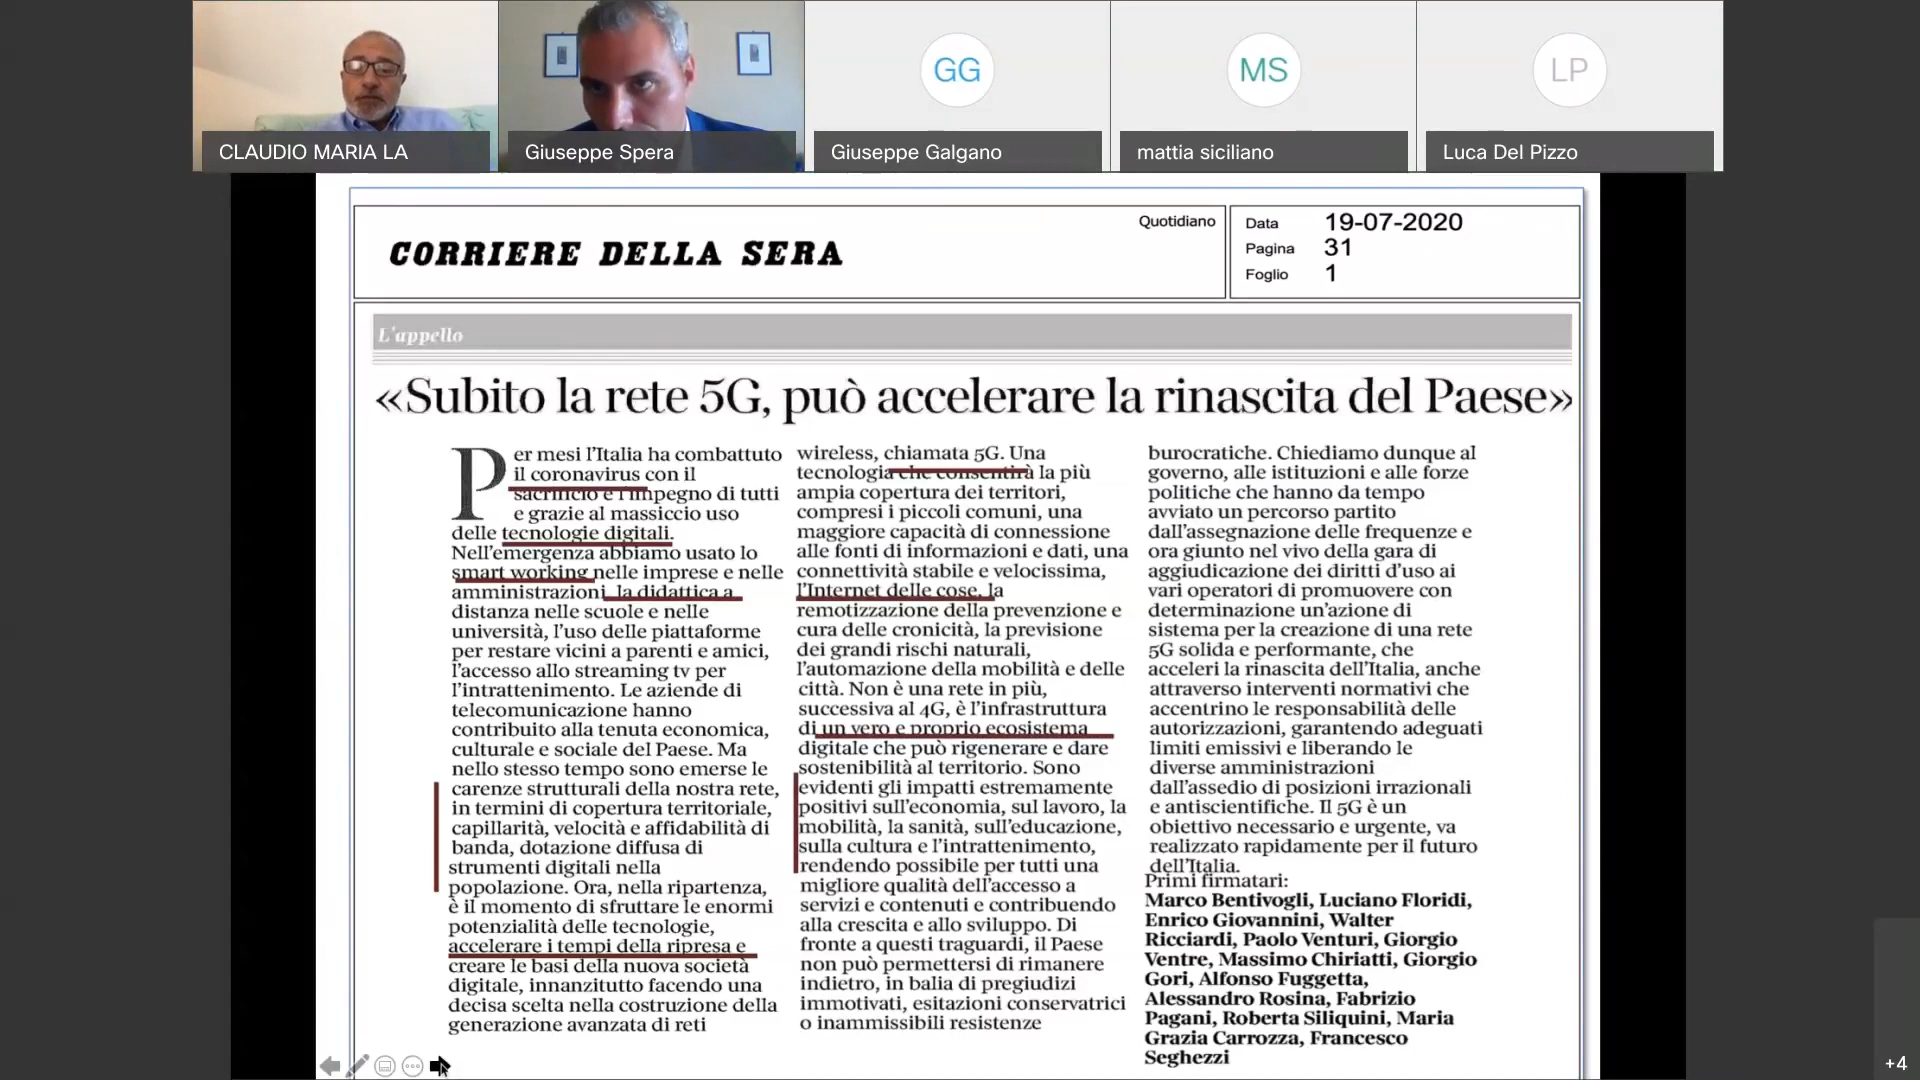 CLAUDIO MARIA LA
Giuseppe Spera
GG
Giuseppe Galgano
MS
mattia siciliano
LP
Luca Del Pizzo
CORRIERE DELLA SERA
Quotidiano
Data 19-07-2020
Pagina 31
Foglio 1
L'appello
«Subito la rete 5G, può accelerare la rinascita del Paese»
Per mesi l'Italia ha combattuto
il coronavirus con il
sacrificio e l'impegno di tutti
e grazie al massiccio uso
delle tecnologie digitali.
Nell'emergenza abbiamo usato lo
smart working nelle imprese e nelle
amministrazioni, la didattica a
distanza nelle scuole e nelle
università, l'uso delle piattaforme
per restare vicini a parenti e amici,
l'accesso allo streaming tv per
l'intrattenimento. Le aziende di
telecomunicazione hanno
contribuito alla tenuta economica,
culturale e sociale del Paese. Ma
nello stesso tempo sono emerse le
carenze strutturali della nostra rete,
in termini di copertura territoriale,
capillarità, velocità e affidabilità di
banda, dotazione diffusa di
strumenti digitali nella
popolazione. Ora, nella ripartenza,
è il momento di sfruttare le enormi
potenzialità delle tecnologie,
accelerare i tempi della ripresa e
creare le basi della nuova società
digitale, innanzitutto facendo una
decisa scelta nella costruzione della
generazione avanzata di reti
wireless, chiamata 5G. Una
tecnologia che consentirà la più
ampia copertura dei territori,
compresi i piccoli comuni, una
maggiore capacità di connessione
alle fonti di informazioni e dati, una
connettività stabile e velocissima,
l'Internet delle cose, la
remotizzazione della prevenzione e
cura delle cronicità, la previsione
dei grandi rischi naturali,
l'automazione della mobilità e delle
città. Non è una rete in più,
successiva al 4G, è l'infrastruttura
di un vero e proprio ecosistema
digitale che può rigenerare e dare
sostenibilità al territorio. Sono
evidenti gli impatti estremamente
positivi sull'economia, sul lavoro, la
mobilità, la sanità, sull'educazione,
sulla cultura e l'intrattenimento,
rendendo possibile per tutti una
migliore qualità dell'accesso a
servizi e contenuti e contribuendo
alla crescita e allo sviluppo. Di
fronte a questi traguardi, il Paese
non può permettersi di rimanere
indietro, in balia di pregiudizi
immotivati, esitazioni conservatrici
o inammissibili resistenze
burocratiche. Chiediamo dunque al
governo, alle istituzioni e alle forze
politiche che hanno da tempo
avviato un percorso partito
dall'assegnazione delle frequenze e
ora giunto nel vivo della gara di
aggiudicazione dei diritti d'uso ai
vari operatori di promuovere con
determinazione un'azione di
sistema per la creazione di una rete
5G solida e performante, che
acceleri la rinascita dell'Italia, anche
attraverso interventi normativi che
accentrino le responsabilità delle
autorizzazioni, garantendo adeguati
limiti emissivi e liberando le
diverse amministrazioni
dall'assedio di posizioni irrazionali
e antiscientifiche. Il 5G è un
obiettivo necessario e urgente, va
realizzato rapidamente per il futuro
dell'Italia.
Primi firmatari:
Marco Bentivogli, Luciano Floridi,
Enrico Giovannini, Walter
Ricciardi, Paolo Venturi, Giorgio
Ventre, Massimo Chiriatti, Giorgio
Gori, Alfonso Fuggetta,
Alessandro Rosina, Fabrizio
Pagani, Roberta Siliquini, Maria
Grazia Carrozza, Francesco
Seghezzi
+4